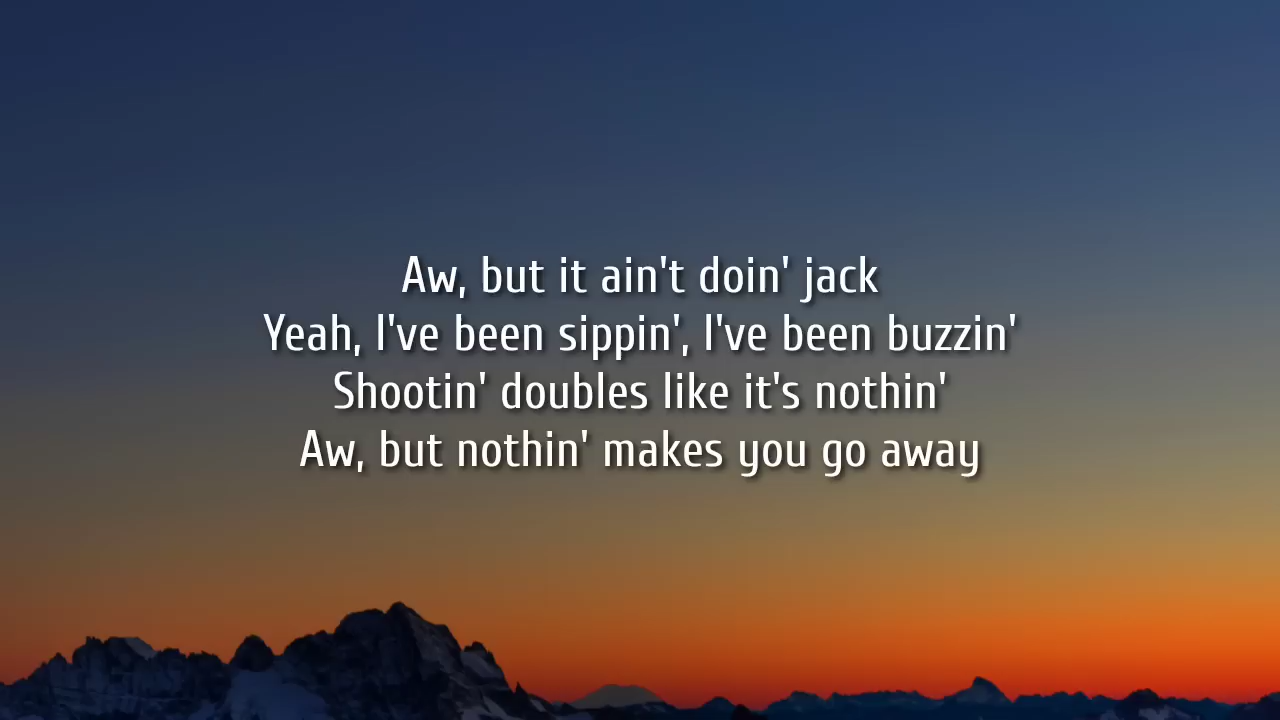 Aw, but it ain't doin' jack
Yeah, I've been sippin', I've been buzzin'
Shootin' doubles like it's nothin'
Aw, but nothin' makes you go away